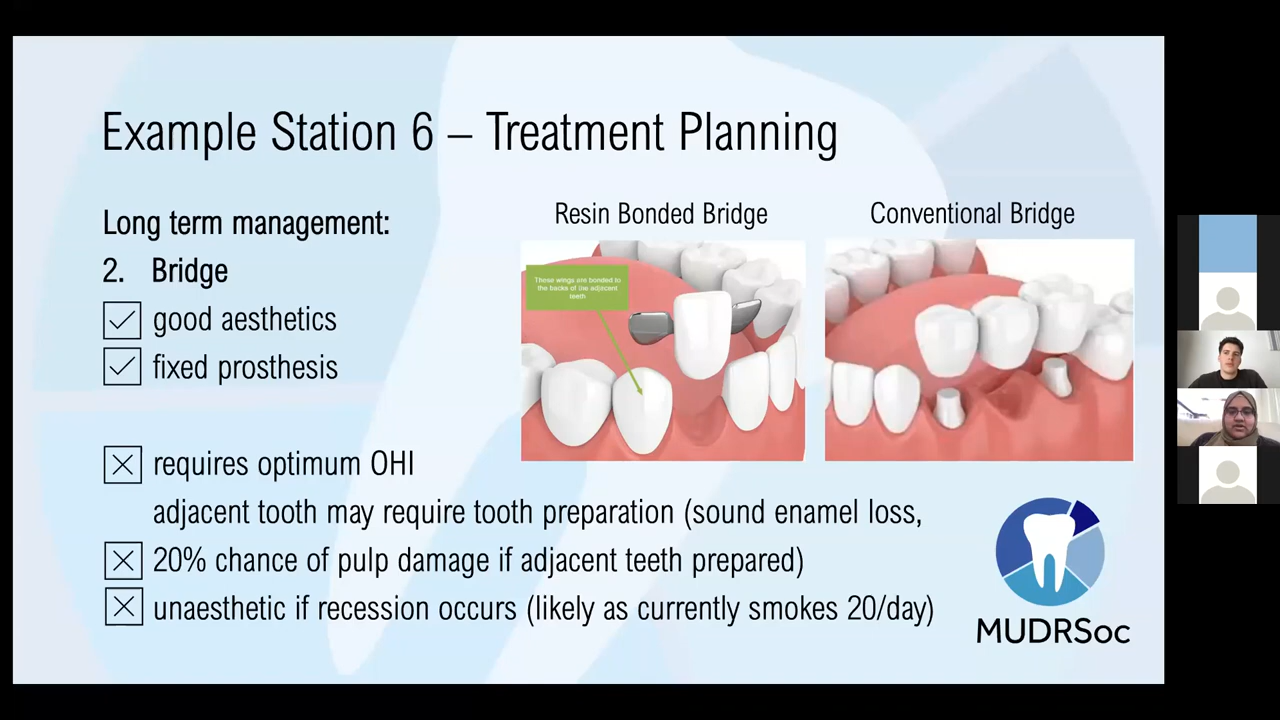 Example Station 6 – Treatment Planning
Long term management:
2. Bridge
good aesthetics
fixed prosthesis
requires optimum OHI
adjacent tooth may require tooth preparation (sound enamel loss,
20% chance of pulp damage if adjacent teeth prepared)
unaesthetic if recession occurs (likely as currently smokes 20/day)
Resin Bonded Bridge
These wings are bonded to
the backs of the adjacent
teeth
Conventional Bridge
MUDRSoc